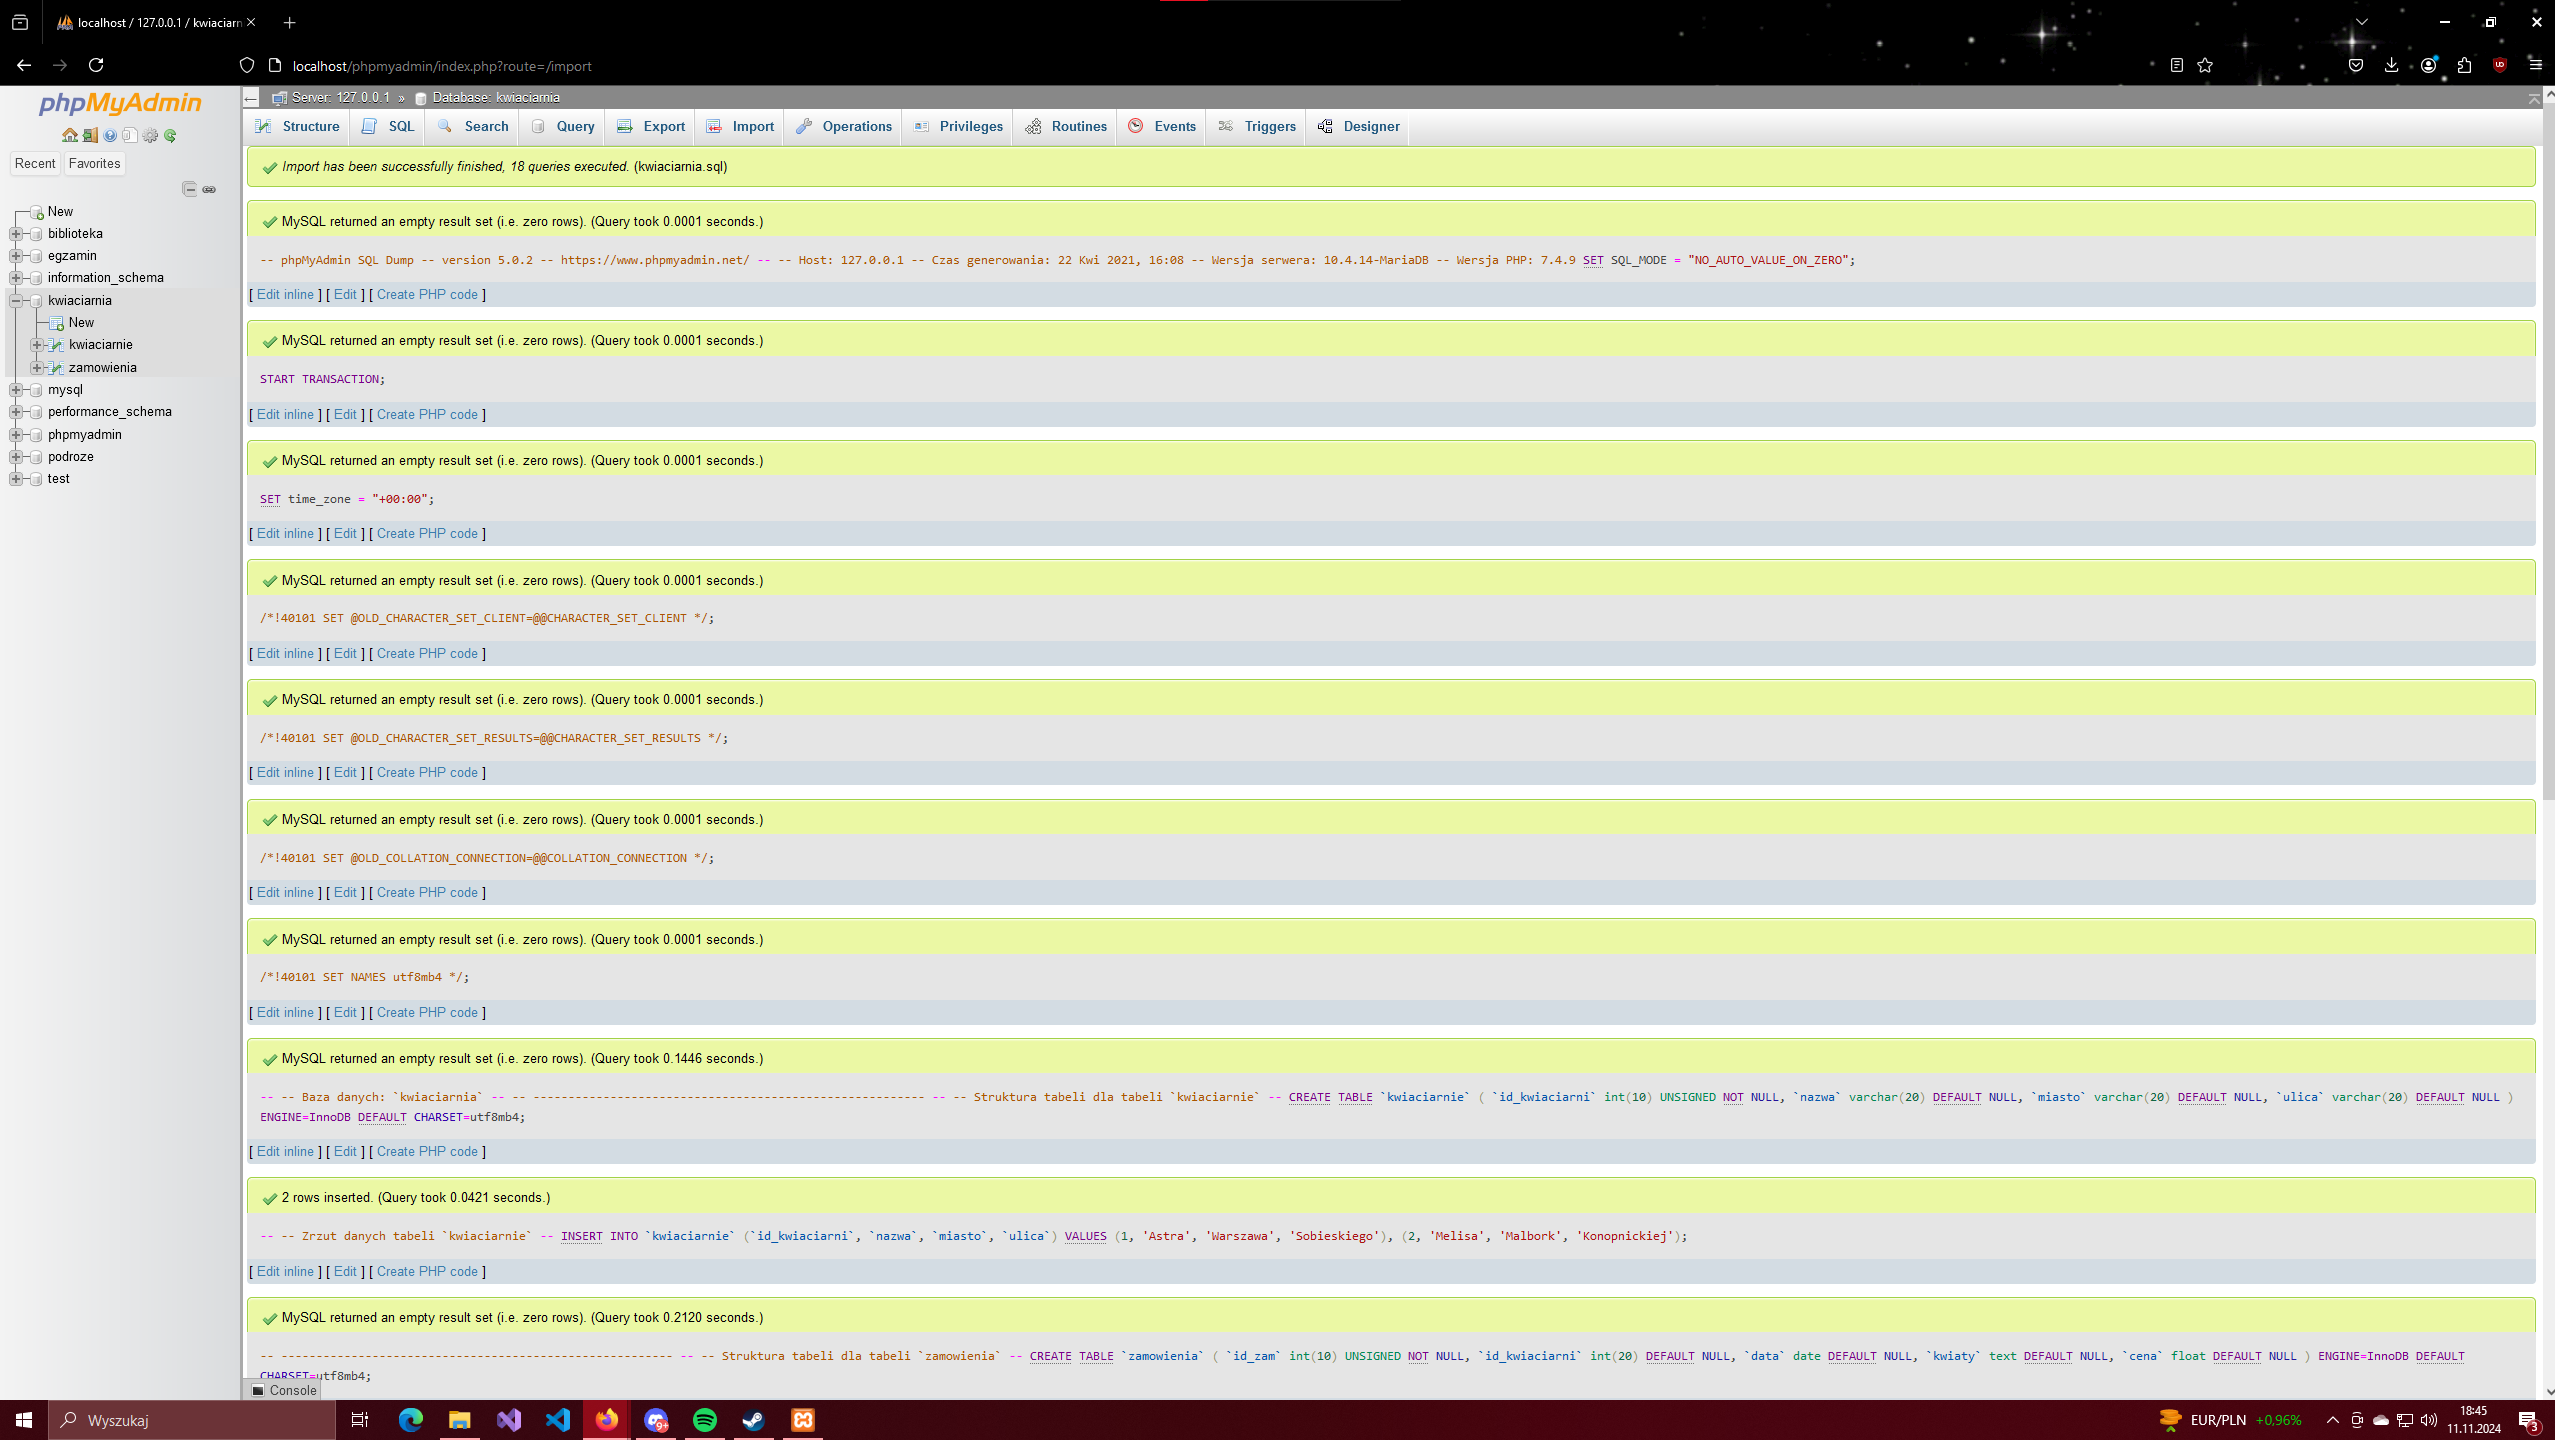 localhost / 127.0.0.1 / kwiaciarn
localhost/phpmyadmin/index.php?route=/import
phpMyAdmin
Recent
Favorites
New
biblioteka
egzamin
information_schema
kwiaciarnia
New
kwiaciarnie
zamowienia
mysql
performance_schema
phpmyadmin
podroze
test
Server: 127.0.0.1 » Database: kwiaciarnia
Structure SQL Search Query Export Import Operations Privileges Routines Events Triggers Designer
Import has been successfully finished, 18 queries executed. (kwiaciarnia.sql)
MySQL returned an empty result set (i.e. zero rows). (Query took 0.0001 seconds.)
-- phpMyAdmin SQL Dump -- version 5.0.2 -- https://www.phpmyadmin.net/ -- -- Host: 127.0.0.1 -- Czas generowania: 22 Kwi 2021, 16:08 -- Wersja serwera: 10.4.14-MariaDB -- Wersja PHP: 7.4.9 SET SQL_MODE = "NO_AUTO_VALUE_ON_ZERO";
[ Edit inline ] [ Edit ] [ Create PHP code ]
MySQL returned an empty result set (i.e. zero rows). (Query took 0.0001 seconds.)
START TRANSACTION;
[ Edit inline ] [ Edit ] [ Create PHP code ]
MySQL returned an empty result set (i.e. zero rows). (Query took 0.0001 seconds.)
SET time_zone = "+00:00";
[ Edit inline ] [ Edit ] [ Create PHP code ]
MySQL returned an empty result set (i.e. zero rows). (Query took 0.0001 seconds.)
/*!40101 SET @OLD_CHARACTER_SET_CLIENT=@@CHARACTER_SET_CLIENT */;
[ Edit inline ] [ Edit ] [ Create PHP code ]
MySQL returned an empty result set (i.e. zero rows). (Query took 0.0001 seconds.)
/*!40101 SET @OLD_CHARACTER_SET_RESULTS=@@CHARACTER_SET_RESULTS */;
[ Edit inline ] [ Edit ] [ Create PHP code ]
MySQL returned an empty result set (i.e. zero rows). (Query took 0.0001 seconds.)
/*!40101 SET @OLD_COLLATION_CONNECTION=@@COLLATION_CONNECTION */;
[ Edit inline ] [ Edit ] [ Create PHP code ]
MySQL returned an empty result set (i.e. zero rows). (Query took 0.0001 seconds.)
/*!40101 SET NAMES utf8mb4 */;
[ Edit inline ] [ Edit ] [ Create PHP code ]
MySQL returned an empty result set (i.e. zero rows). (Query took 0.1446 seconds.)
-- -- Baza danych: `kwiaciarnia` -- -- -------------------------------------------------------- -- -- Struktura tabeli dla tabeli `kwiaciarnie` -- CREATE TABLE `kwiaciarnie` ( `id_kwiaciarni` int(10) UNSIGNED NOT NULL, `nazwa` varchar(20) DEFAULT NULL, `miasto` varchar(20) DEFAULT NULL, `ulica` varchar(20) DEFAULT NULL )
ENGINE=InnoDB DEFAULT CHARSET=utf8mb4;
[ Edit inline ] [ Edit ] [ Create PHP code ]
2 rows inserted. (Query took 0.0421 seconds.)
-- -- Zrzut danych tabeli `kwiaciarnie` -- INSERT INTO `kwiaciarnie` (`id_kwiaciarni`, `nazwa`, `miasto`, `ulica`) VALUES (1, 'Astra', 'Warszawa', 'Sobieskiego'), (2, 'Melisa', 'Malbork', 'Konopnickiej');
[ Edit inline ] [ Edit ] [ Create PHP code ]
MySQL returned an empty result set (i.e. zero rows). (Query took 0.2120 seconds.)
-- -------------------------------------------------------- -- -- Struktura tabeli dla tabeli `zamowienia` -- CREATE TABLE `zamowienia` ( `id_zam` int(10) UNSIGNED NOT NULL, `id_kwiaciarni` int(20) DEFAULT NULL, `data` date DEFAULT NULL, `kwiaty` text DEFAULT NULL, `cena` float DEFAULT NULL ) ENGINE=InnoDB DEFAULT
CHARSET=utf8mb4;
Console
Wyszukaj
9+
EUR/PLN +0,96%
18:45
11.11.2024
3